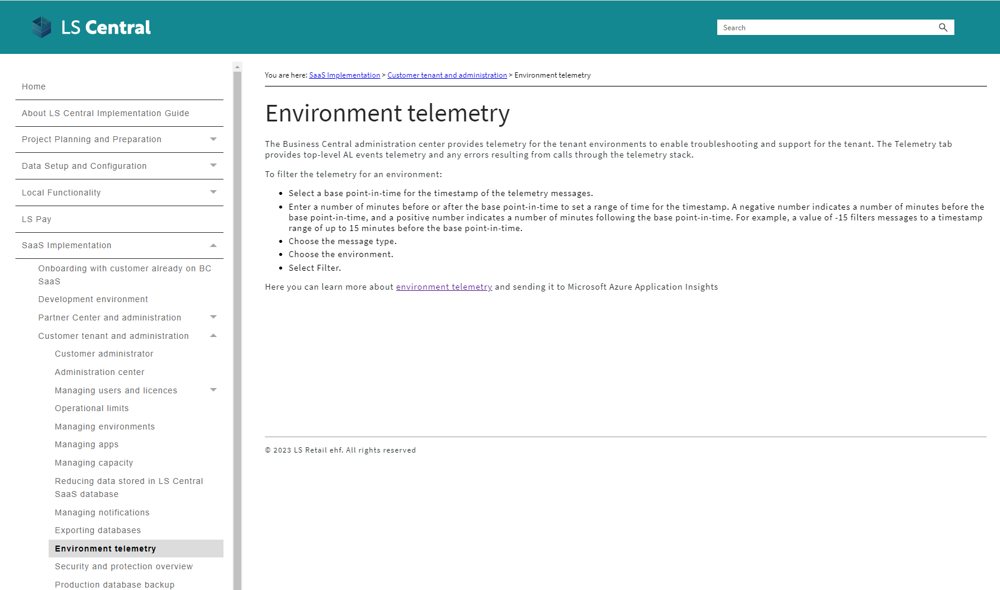 LS Central
Search
Home
About LS Central Implementation Guide
Project Planning and Preparation
Data Setup and Configuration
Local Functionality
LS Pay
SaaS Implementation
Onboarding with customer already on BC
SaaS
Development environment
Partner Center and administration
Customer tenant and administration
Customer administrator
Administration center
Managing users and licences
Operational limits
Managing environments
Managing apps
Managing capacity
Reducing data stored in LS Central
SaaS database
Managing notifications
Exporting databases
Environment telemetry
Security and protection overview
Production database backup
You are here: SaaS Implementation > Customer tenant and administration > Environment telemetry
Environment telemetry
The Business Central administration center provides telemetry for the tenant environments to enable troubleshooting and support for the tenant. The Telemetry tab
provides top-level AL events telemetry and any errors resulting from calls through the telemetry stack.
To filter the telemetry for an environment:
• Select a base point-in-time for the timestamp of the telemetry messages.
• Enter a number of minutes before or after the base point-in-time to set a range of time for the timestamp. A negative number indicates a number of minutes before the
base point-in-time, and a positive number indicates a number of minutes following the base point-in-time. For example, a value of -15 filters messages to a timestamp
range of up to 15 minutes before the base point-in-time.
• Choose the message type.
• Choose the environment.
• Select Filter.
Here you can learn more about environment telemetry and sending it to Microsoft Azure Application Insights
© 2023 LS Retail ehf. All rights reserved